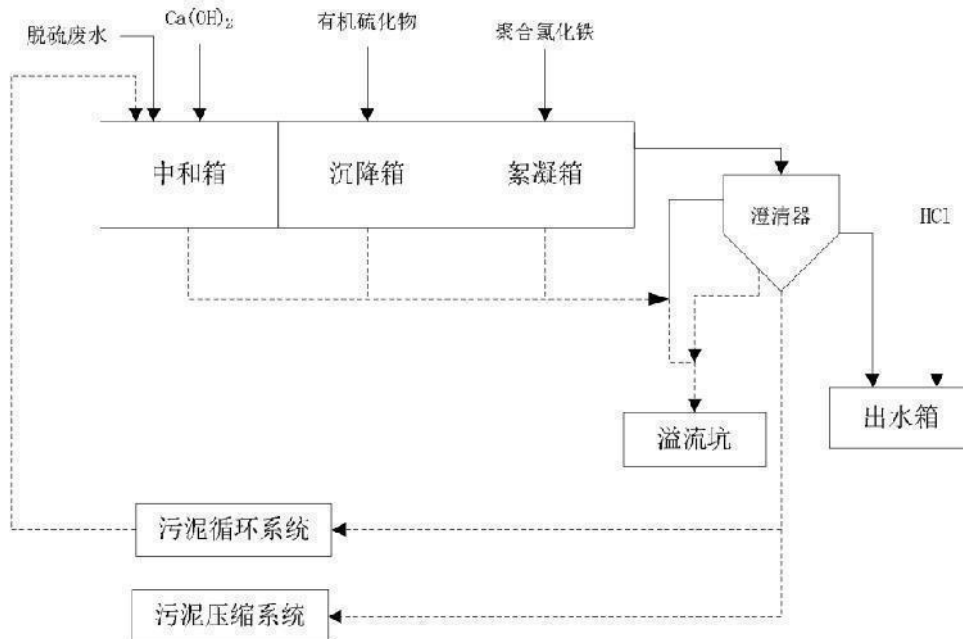 脱硫废水
Ca(OH)₂
有机硫化物
聚合氯化铁
中和箱
沉降箱
絮凝箱
澄清器
HCl
出水箱
溢流坑
污泥循环系统
污泥压缩系统